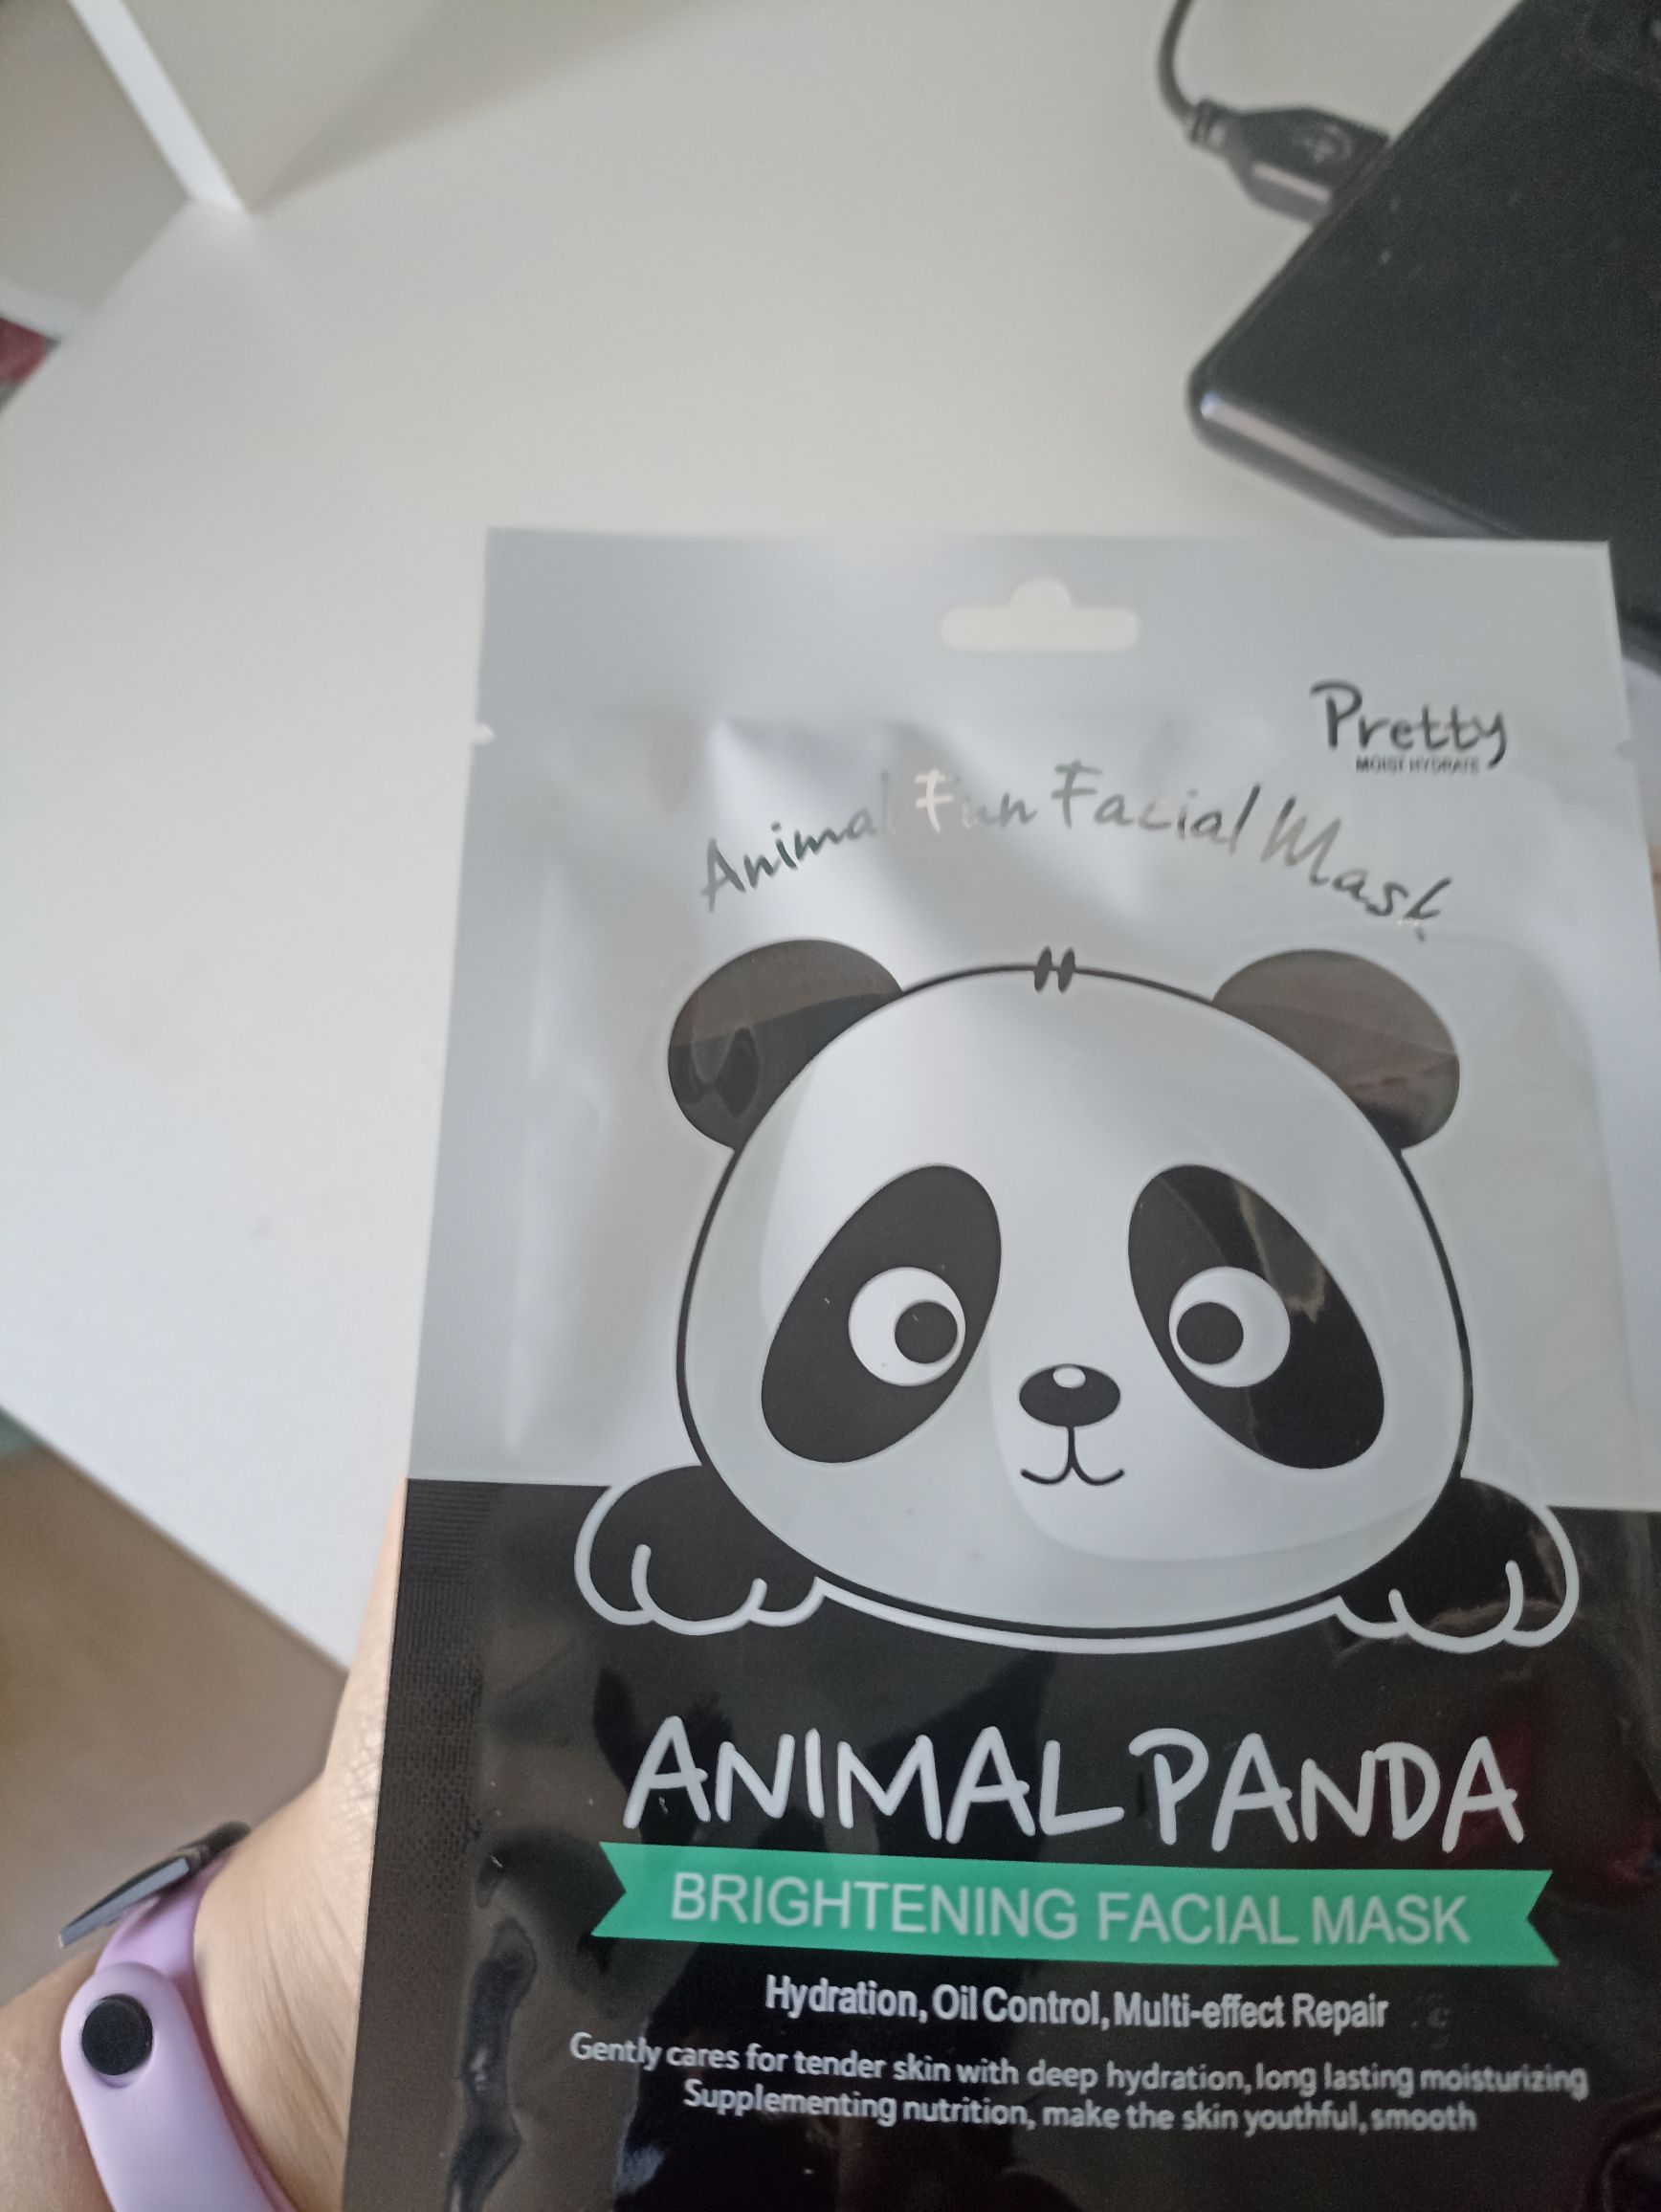 Pretty
MOIST HYDRATE
Animal Fun Facial Mask
ANIMAL PANDA
BRIGHTENING FACIAL MASK
Hydration, Oil Control, Multi-effect Repair
Gently cares for tender skin with deep hydration, long lasting moisturizing
Supplementing nutrition, make the skin youthful, smooth